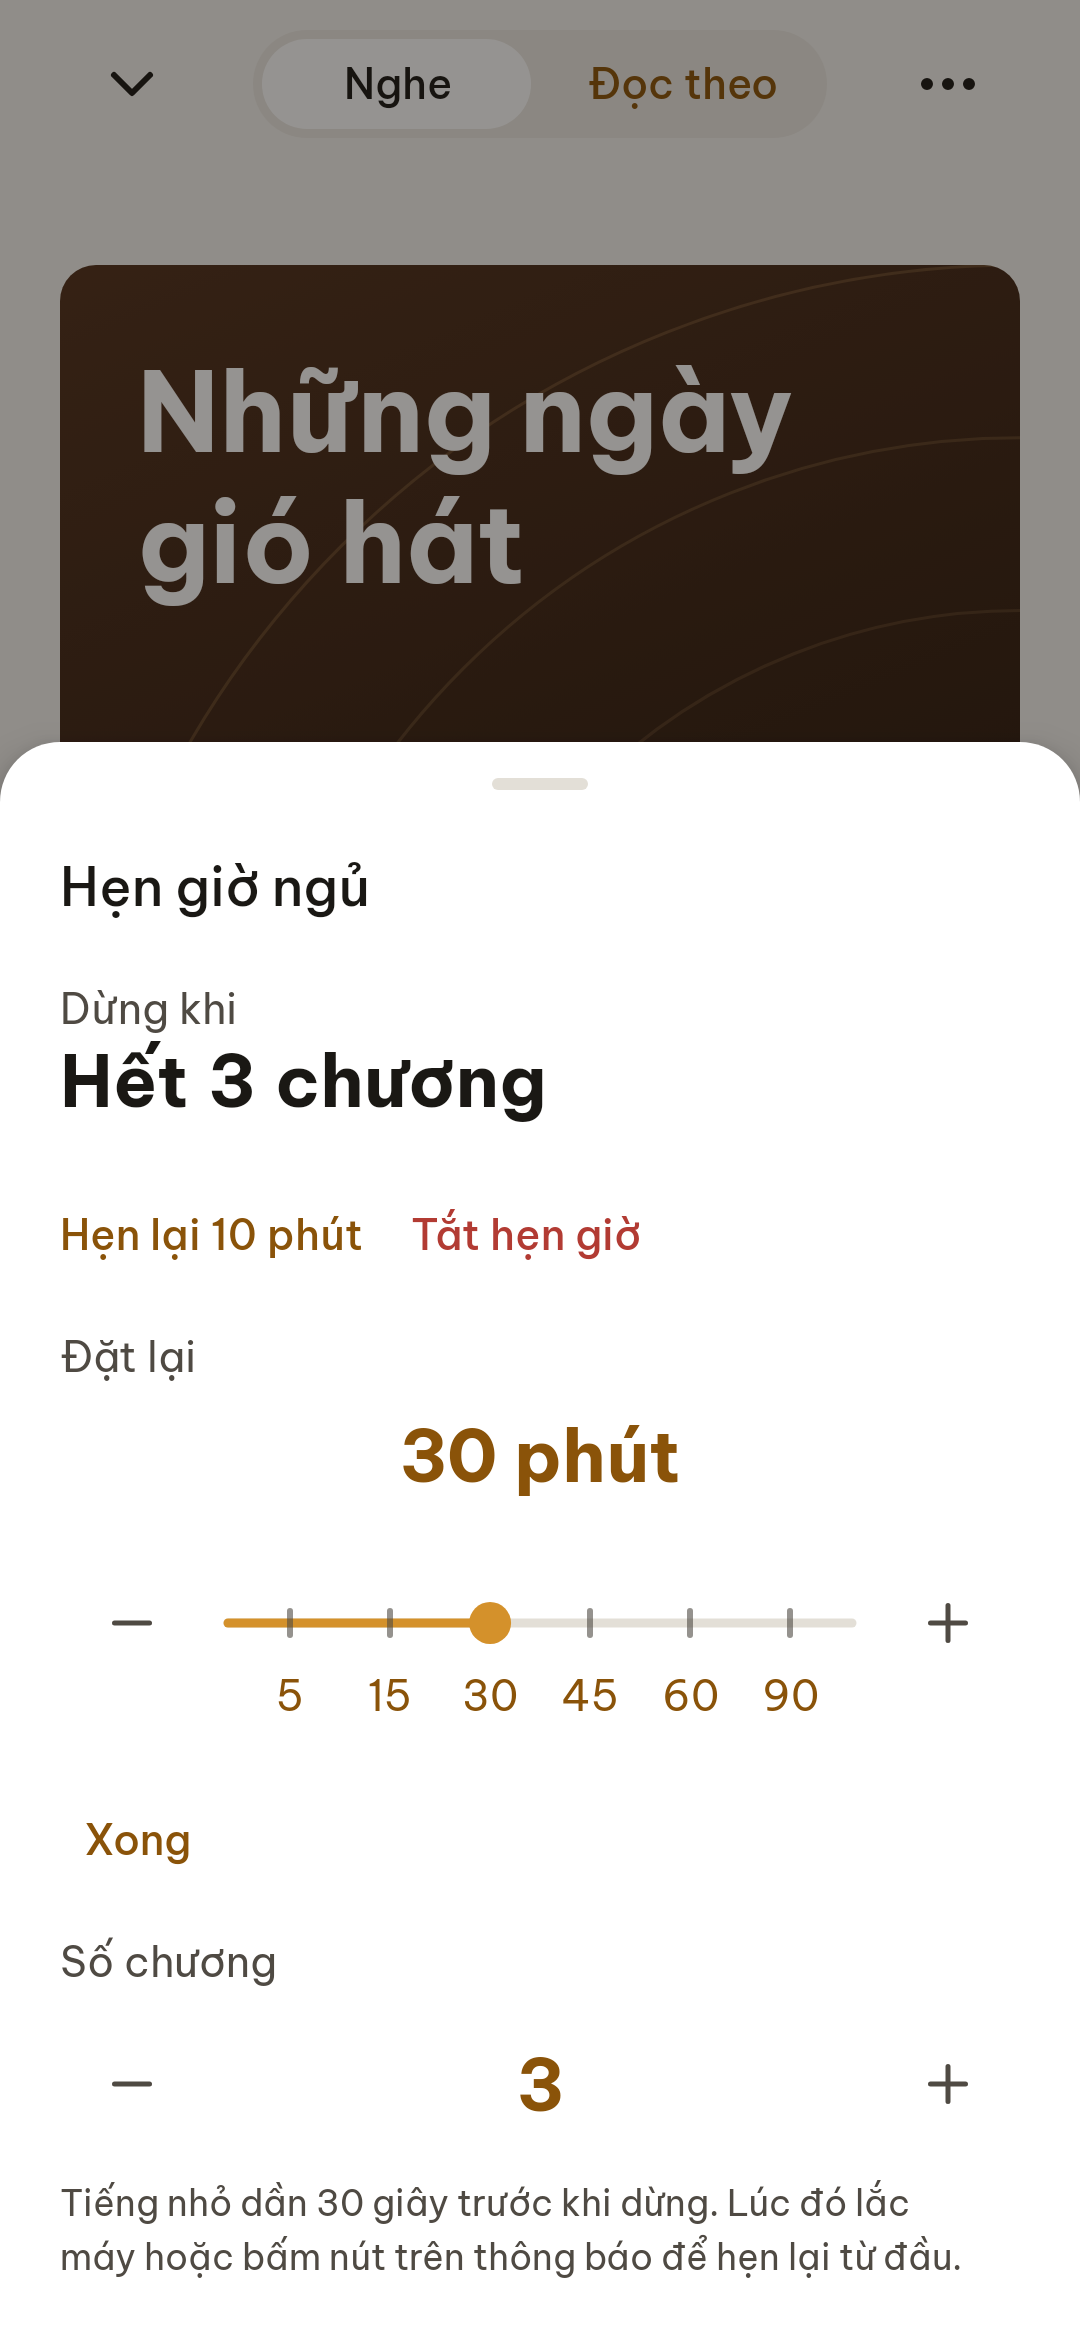 Nghe
Đọc theo
Những ngày
gió hát
Hẹn giờ ngủ
Dừng khi
Hết 3 chương
Hẹn lại 10 phút
Tắt hẹn giờ
Đặt lại
30 phút
5 15 30 45 60 90
Xong
Số chương
3
Tiếng nhỏ dần 30 giây trước khi dừng. Lúc đó lắc
máy hoặc bấm nút trên thông báo để hẹn lại từ đầu.